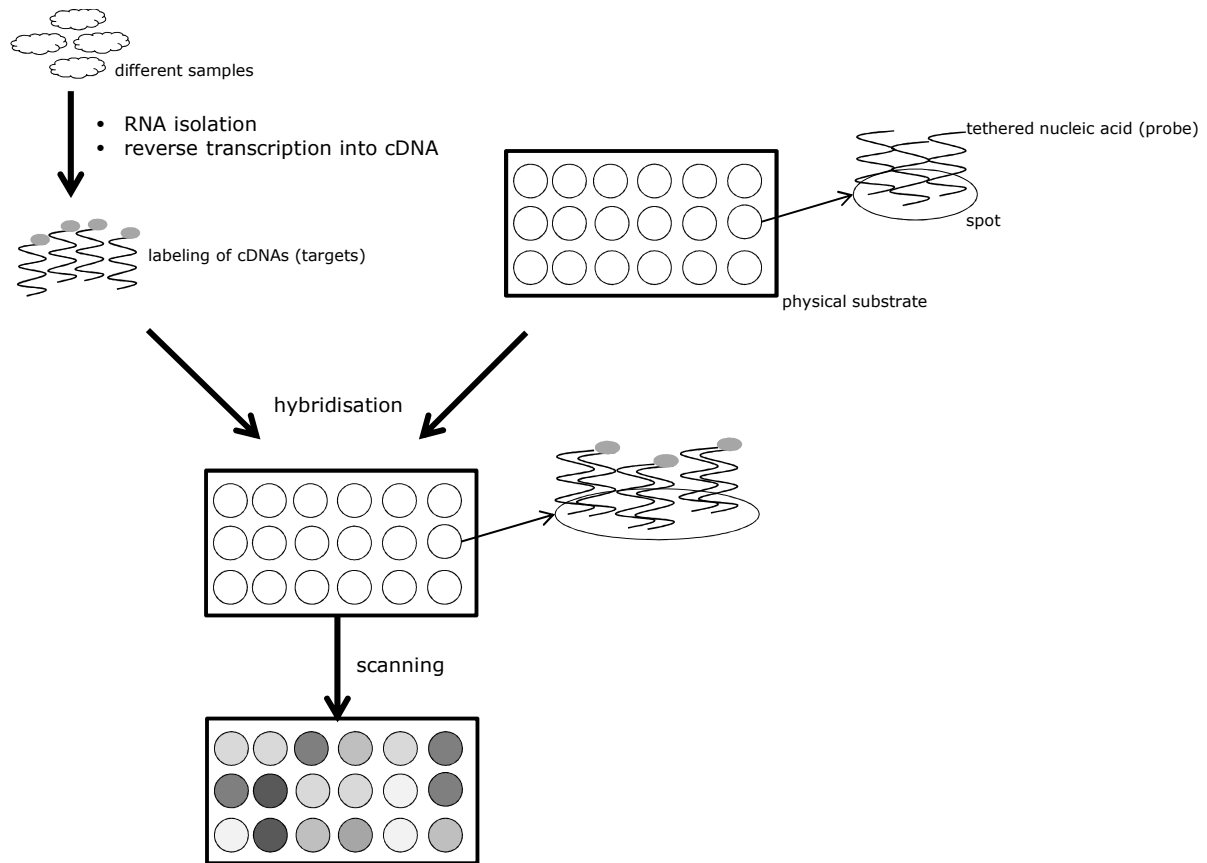 different samples
• RNA isolation
• reverse transcription into cDNA
tethered nucleic acid (probe)
spot
labeling of cDNAs (targets)
physical substrate
hybridisation
scanning